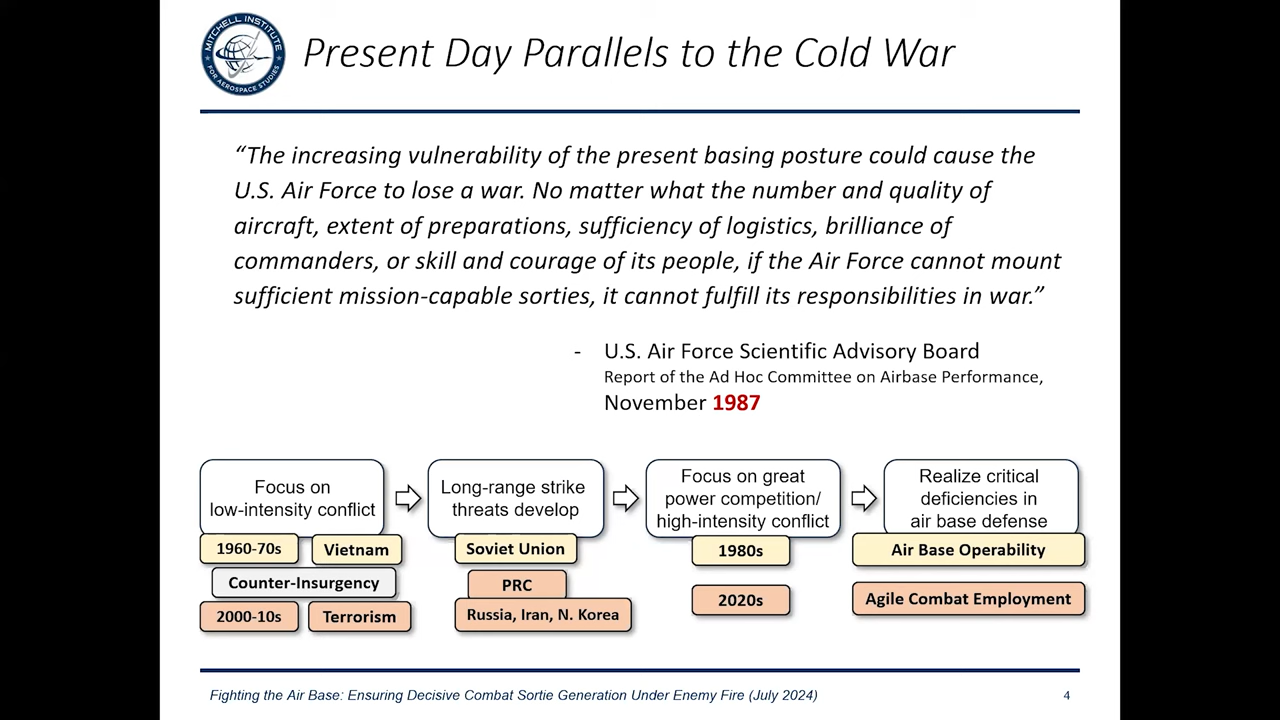 MITCHELL INSTITUTE
FOR AEROSPACE STUDIES
Present Day Parallels to the Cold War
“The increasing vulnerability of the present basing posture could cause the
U.S. Air Force to lose a war. No matter what the number and quality of
aircraft, extent of preparations, sufficiency of logistics, brilliance of
commanders, or skill and courage of its people, if the Air Force cannot mount
sufficient mission-capable sorties, it cannot fulfill its responsibilities in war.”
- U.S. Air Force Scientific Advisory Board
Report of the Ad Hoc Committee on Airbase Performance,
November 1987
Focus on
low-intensity conflict
1960-70s
Vietnam
Counter-Insurgency
2000-10s
Terrorism
Long-range strike
threats develop
Soviet Union
PRC
Russia, Iran, N. Korea
Focus on great
power competition/
high-intensity conflict
1980s
2020s
Realize critical
deficiencies in
air base defense
Air Base Operability
Agile Combat Employment
Fighting the Air Base: Ensuring Decisive Combat Sortie Generation Under Enemy Fire (July 2024)
4